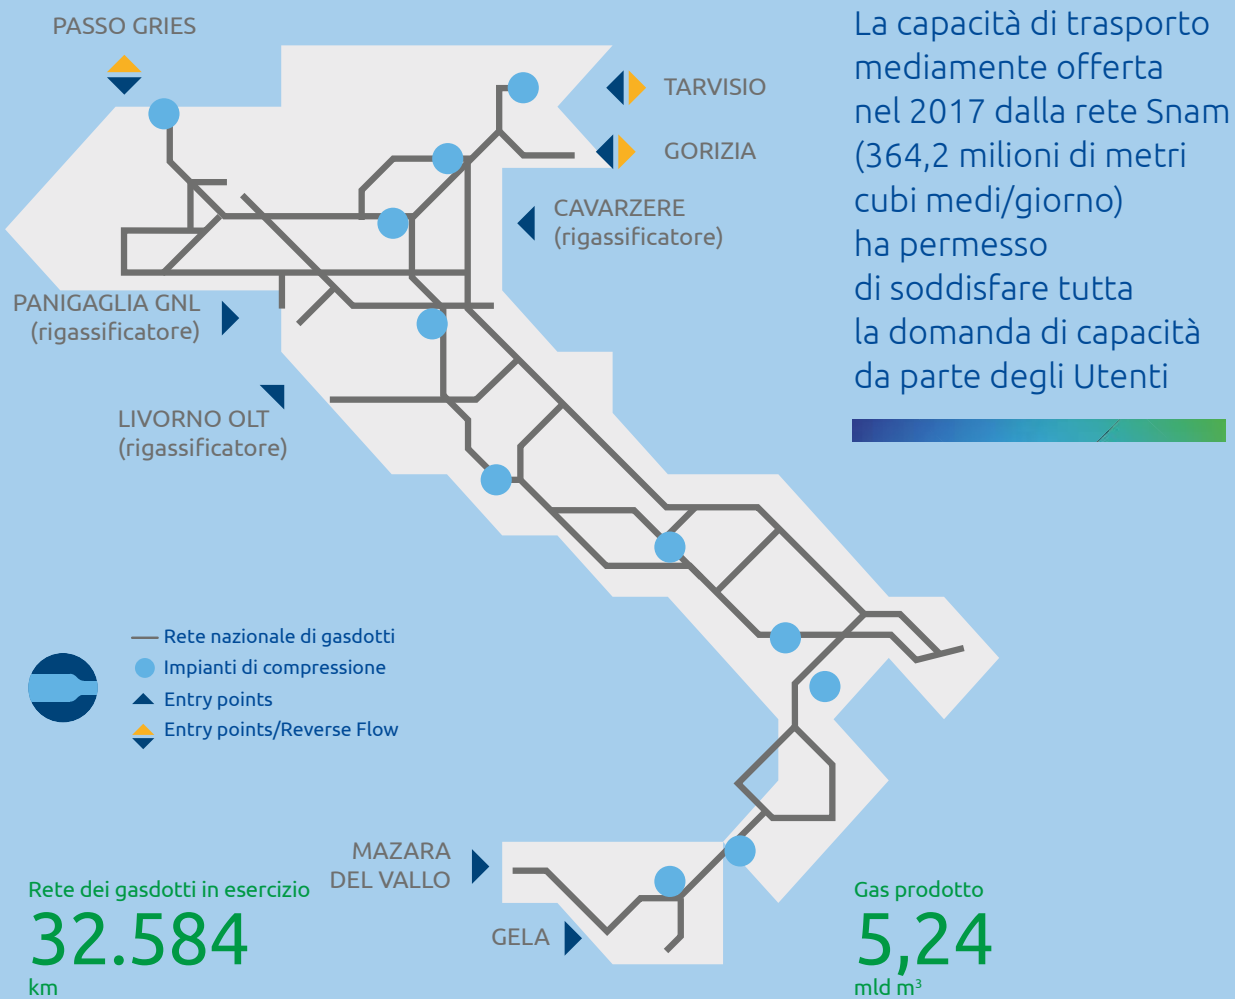 PASSO GRIES
TARVISIO
GORIZIA
CAVARZERE
(rigassificatore)
PANIGAGLIA GNL
(rigassificatore)
LIVORNO OLT
(rigassificatore)
La capacità di trasporto
mediamente offerta
nel 2017 dalla rete Snam
(364,2 milioni di metri
cubi medi/giorno)
ha permesso
di soddisfare tutta
la domanda di capacità
da parte degli Utenti
Rete nazionale di gasdotti
Impianti di compressione
Entry points
Entry points/Reverse Flow
MAZARA
DEL VALLO
GELA
Rete dei gasdotti in esercizio
32.584
km
Gas prodotto
5,24
mld m³